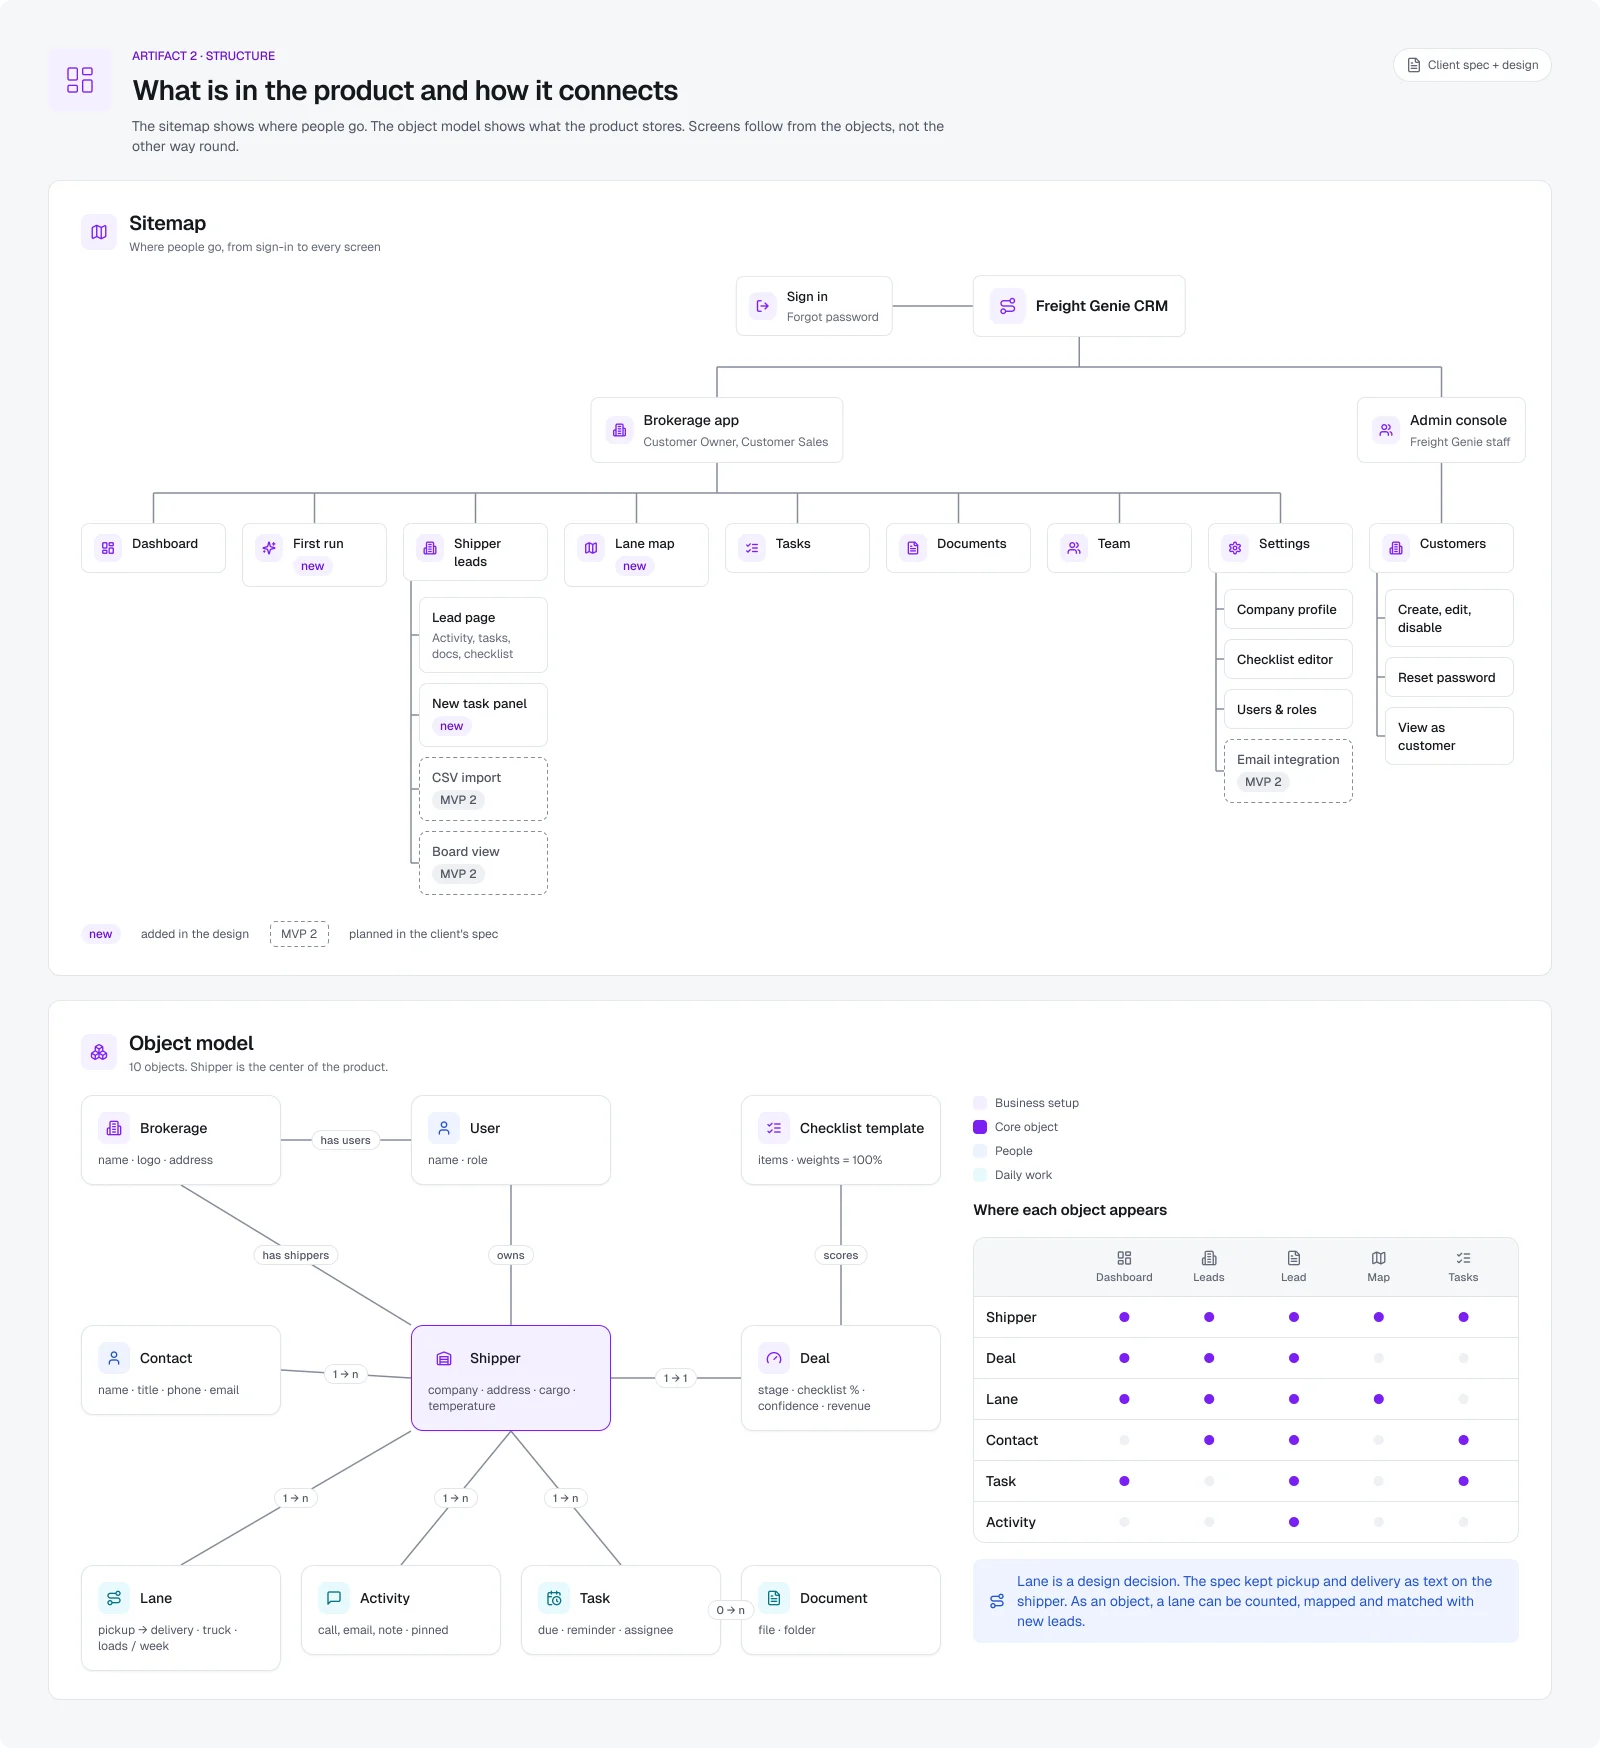 ARTIFACT 2 · STRUCTURE
What is in the product and how it connects
The sitemap shows where people go. The object model shows what the product stores. Screens follow from the objects, not the
other way round.
Client spec + design
Sitemap
Where people go, from sign-in to every screen
Sign in
Forgot password
Freight Genie CRM
Brokerage app
Customer Owner, Customer Sales
Admin console
Freight Genie staff
Dashboard
First run
new
Shipper
leads
Lane map
new
Tasks
Documents
Team
Settings
Customers
Lead page
Activity, tasks,
docs, checklist
New task panel
new
CSV import
MVP 2
Board view
MVP 2
Company profile
Checklist editor
Users & roles
Email integration
MVP 2
Create, edit,
disable
Reset password
View as
customer
new
added in the design
MVP 2
planned in the client's spec
Object model
10 objects. Shipper is the center of the product.
Brokerage
name · logo · address
has users
User
name · role
Checklist template
items · weights = 100%
has shippers
owns
scores
Contact
name · title · phone · email
1 → n
Shipper
company · address · cargo ·
temperature
1 → 1
Deal
stage · checklist % ·
confidence · revenue
1 → n
1 → n
1 → n
Lane
pickup → delivery · truck ·
loads / week
Activity
call, email, note · pinned
Task
due · reminder · assignee
0 → n
Document
file · folder
Business setup
Core object
People
Daily work
Where each object appears
Dashboard
Leads
Lead
Map
Tasks
Shipper
Deal
Lane
Contact
Task
Activity
Lane is a design decision. The spec kept pickup and delivery as text on the
shipper. As an object, a lane can be counted, mapped and matched with
new leads.